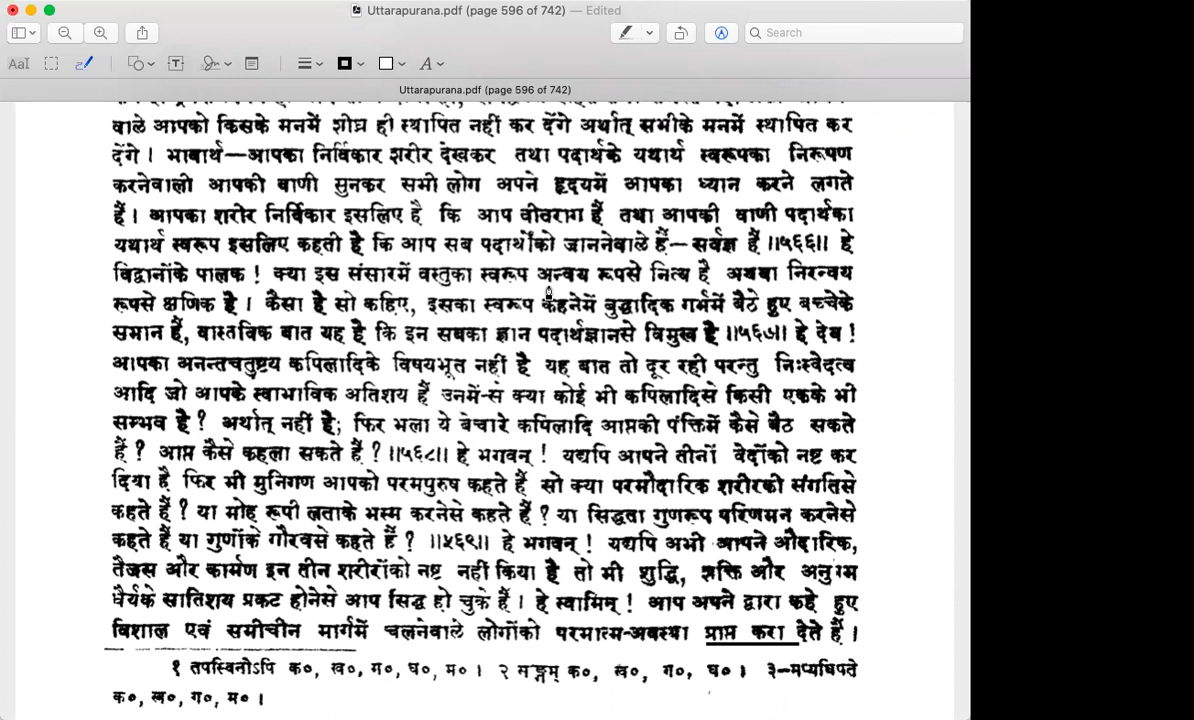 Uttarapurana.pdf (page 596 of 742) — Edited
Search
AaI
T
A
Uttarapurana.pdf (page 596 of 742)
वाले आपको किसके मनमें शीघ्र ही स्थापित नहीं कर देंगे अर्थात् सभीके मनमें स्थापित कर
देंगे । भावार्थ—आपका निर्विकार शरीर देखकर तथा पदार्थके यथार्थ स्वरूपका निरूपण
करनेवाली आपकी वाणी सुनकर सभी लोग अपने हृदयमें आपका ध्यान करने लगते
हैं । आपका शरीर निर्विकार इसलिए है कि आप वीतराग हैं तथा आपकी वाणी पदार्थका
यथार्थ स्वरूप इसलिए कहती है कि आप सब पदार्थोंको जाननेवाले हैं—सर्वज्ञ हैं ॥५६६॥ हे
विद्वानोंके पालक ! क्या इस संसारमें वस्तुका स्वरूप अन्वय रूपसे नित्य है अथवा निरन्वय
रूपसे क्षणिक है । कैसा है सो कहिए, इसका स्वरूप कहनेमें बुद्धादिक गर्भमें बैठे हुए बच्चेके
समान हैं, वास्तविक बात यह है कि इन सबका ज्ञान पदार्थज्ञानसे विमुख है ॥५६७॥ हे देव !
आपका अनन्तचतुष्टय कपिलादिके विषयभूत नहीं है यह बात तो दूर रही परन्तु निःस्वेदत्व
आदि जो आपके स्वाभाविक अतिशय हैं उनमें-से क्या कोई भी कपिलादिसे किसी एकके भी
सम्भव है ? अर्थात् नहीं है; फिर भला ये बेचारे कपिलादि आप्तकी पंक्तिमें कैसे बैठ सकते
हैं ? आप्त कैसे कहला सकते हैं ? ॥५६८॥ हे भगवन् ! यद्यपि आपने तीनों वेदोंको नष्ट कर
दिया है फिर भी मुनिगण आपको परमपुरुष कहते हैं सो क्या परमौदारिक शरीरकी संगतिसे
कहते हैं ? या मोह रूपी लताके भस्म करनेसे कहते हैं ? या सिद्धता गुणरूप परिणमन करनेसे
कहते हैं या गुणोंके गौरवसे कहते हैं ? ॥५६९॥ हे भगवन् ! यद्यपि अभी आपने औदारिक,
तैजस और कार्मण इन तीन शरीरोंको नष्ट नहीं किया है तो भी शुद्धि, शक्ति और अनुपम
धैर्यके सातिशय प्रकट होनेसे आप सिद्ध हो चुके हैं । हे स्वामिन् ! आप अपने द्वारा कहे हुए
विशाल एवं समीचीन मार्गमें चलनेवाले लोगोंको परमात्म-अवस्था प्राप्त करा देते हैं ।
१ तपस्विनोऽपि क०, ख०, ग०, घ०, म० । २ सङ्गम् क०, ख०, ग०, घ० । ३-मप्यधिपते
क०, ख०, ग०, म० ।